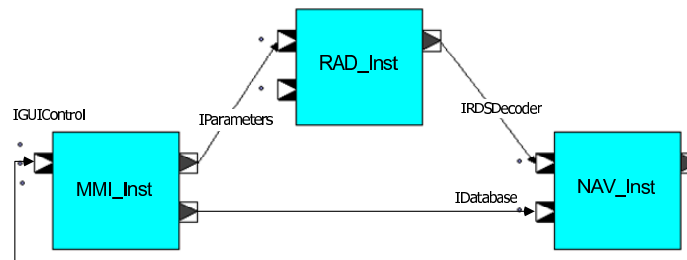 RAD_Inst
IGUIControl
IParameters
IRDSDecoder
MMI_Inst
NAV_Inst
IDatabase